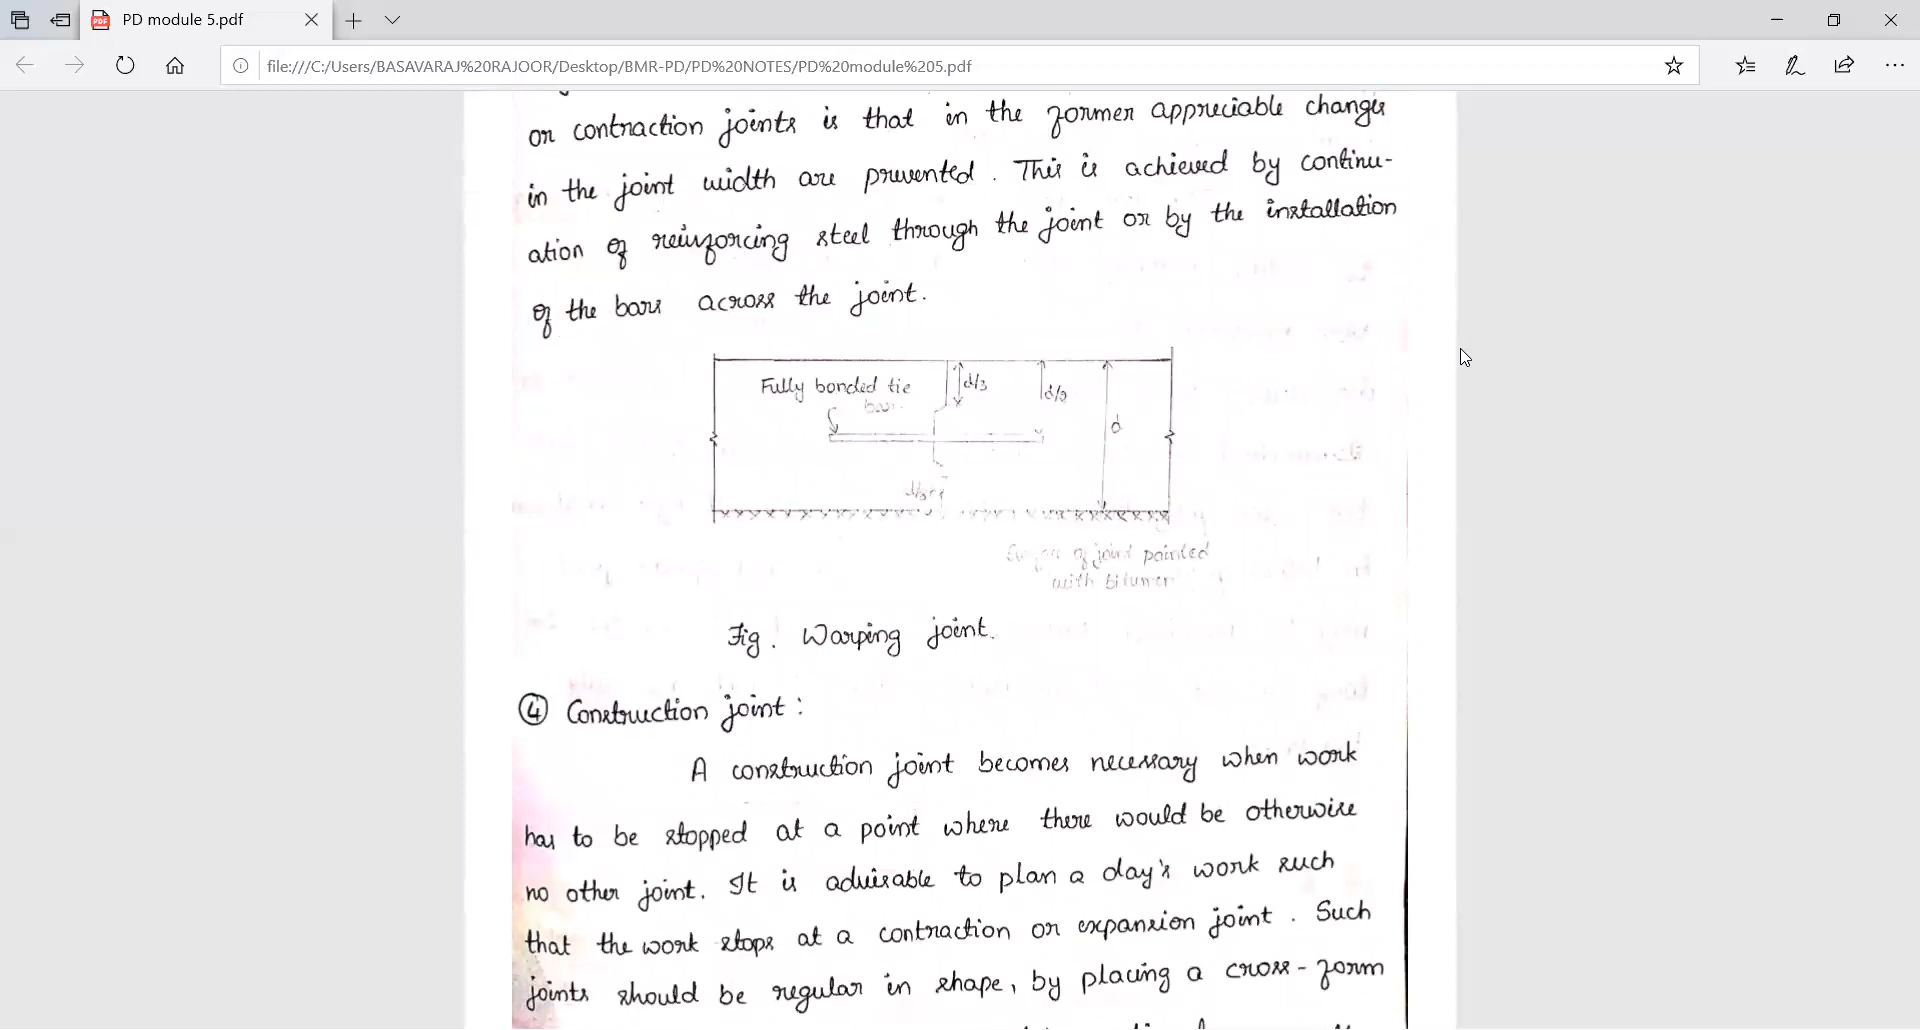 PD module 5.pdf
file:///C:/Users/BASAVARAJ%20RAJOOR/Desktop/BMR-PD/PD%20NOTES/PD%20module%205.pdf
or contraction joints is that in the former appreciable changes
in the joint width are prevented. This is achieved by continu-
ation of reinforcing steel through the joint or by the installation
of the bars across the joint.
Fully bonded tie
bar.
d/3
d/2
d
of joint painted
with bitumen
Fig. Warping joint.
④ Construction joint:
A construction joint becomes necessary when work
has to be stopped at a point where there would be otherwise
no other joint. It is advisable to plan a day's work such
that the work stops at a contraction or expansion joint. Such
joints should be regular in shape, by placing a cross-form